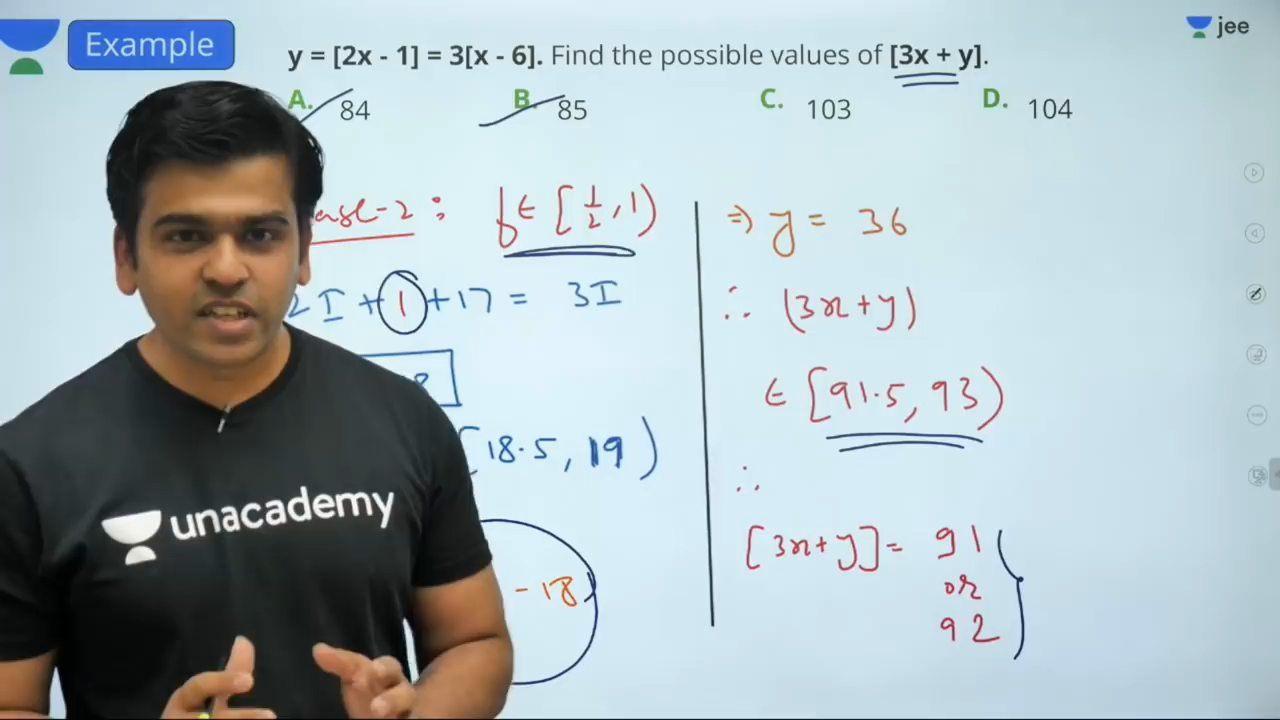 Example
y = [2x - 1] = 3[x - 6]. Find the possible values of [3x + y].
jee
A. 84
B. 85
C. 103
D. 104
f ∈ [1/2, 1)
2I + 1 + 17 = 3I
[18.5, 19)
- 18
⇒ y = 36
∴ (3x+y)
∈ [91.5, 93)
∴
[3x+y] = 91
or
92
unacademy